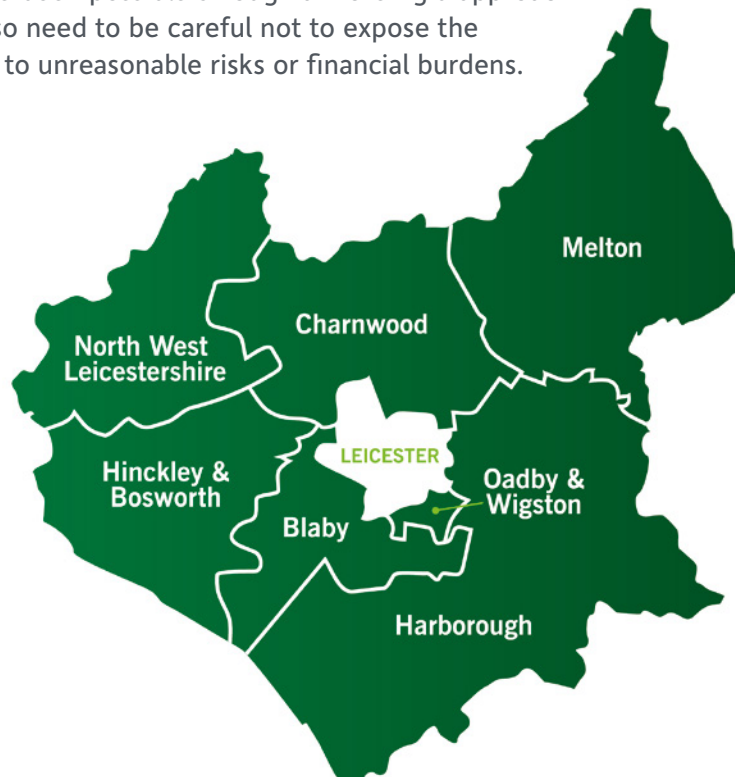 so need to be careful not to expose the
to unreasonable risks or financial burdens.
Melton
Charnwood
North West
Leicestershire
LEICESTER
Hinckley &
Bosworth
Oadby &
Wigston
Blaby
Harborough